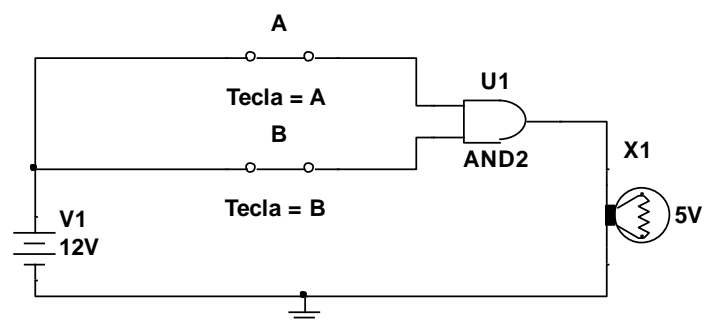 A
Tecla = A
B
Tecla = B
U1
AND2
X1
5V
V1
12V